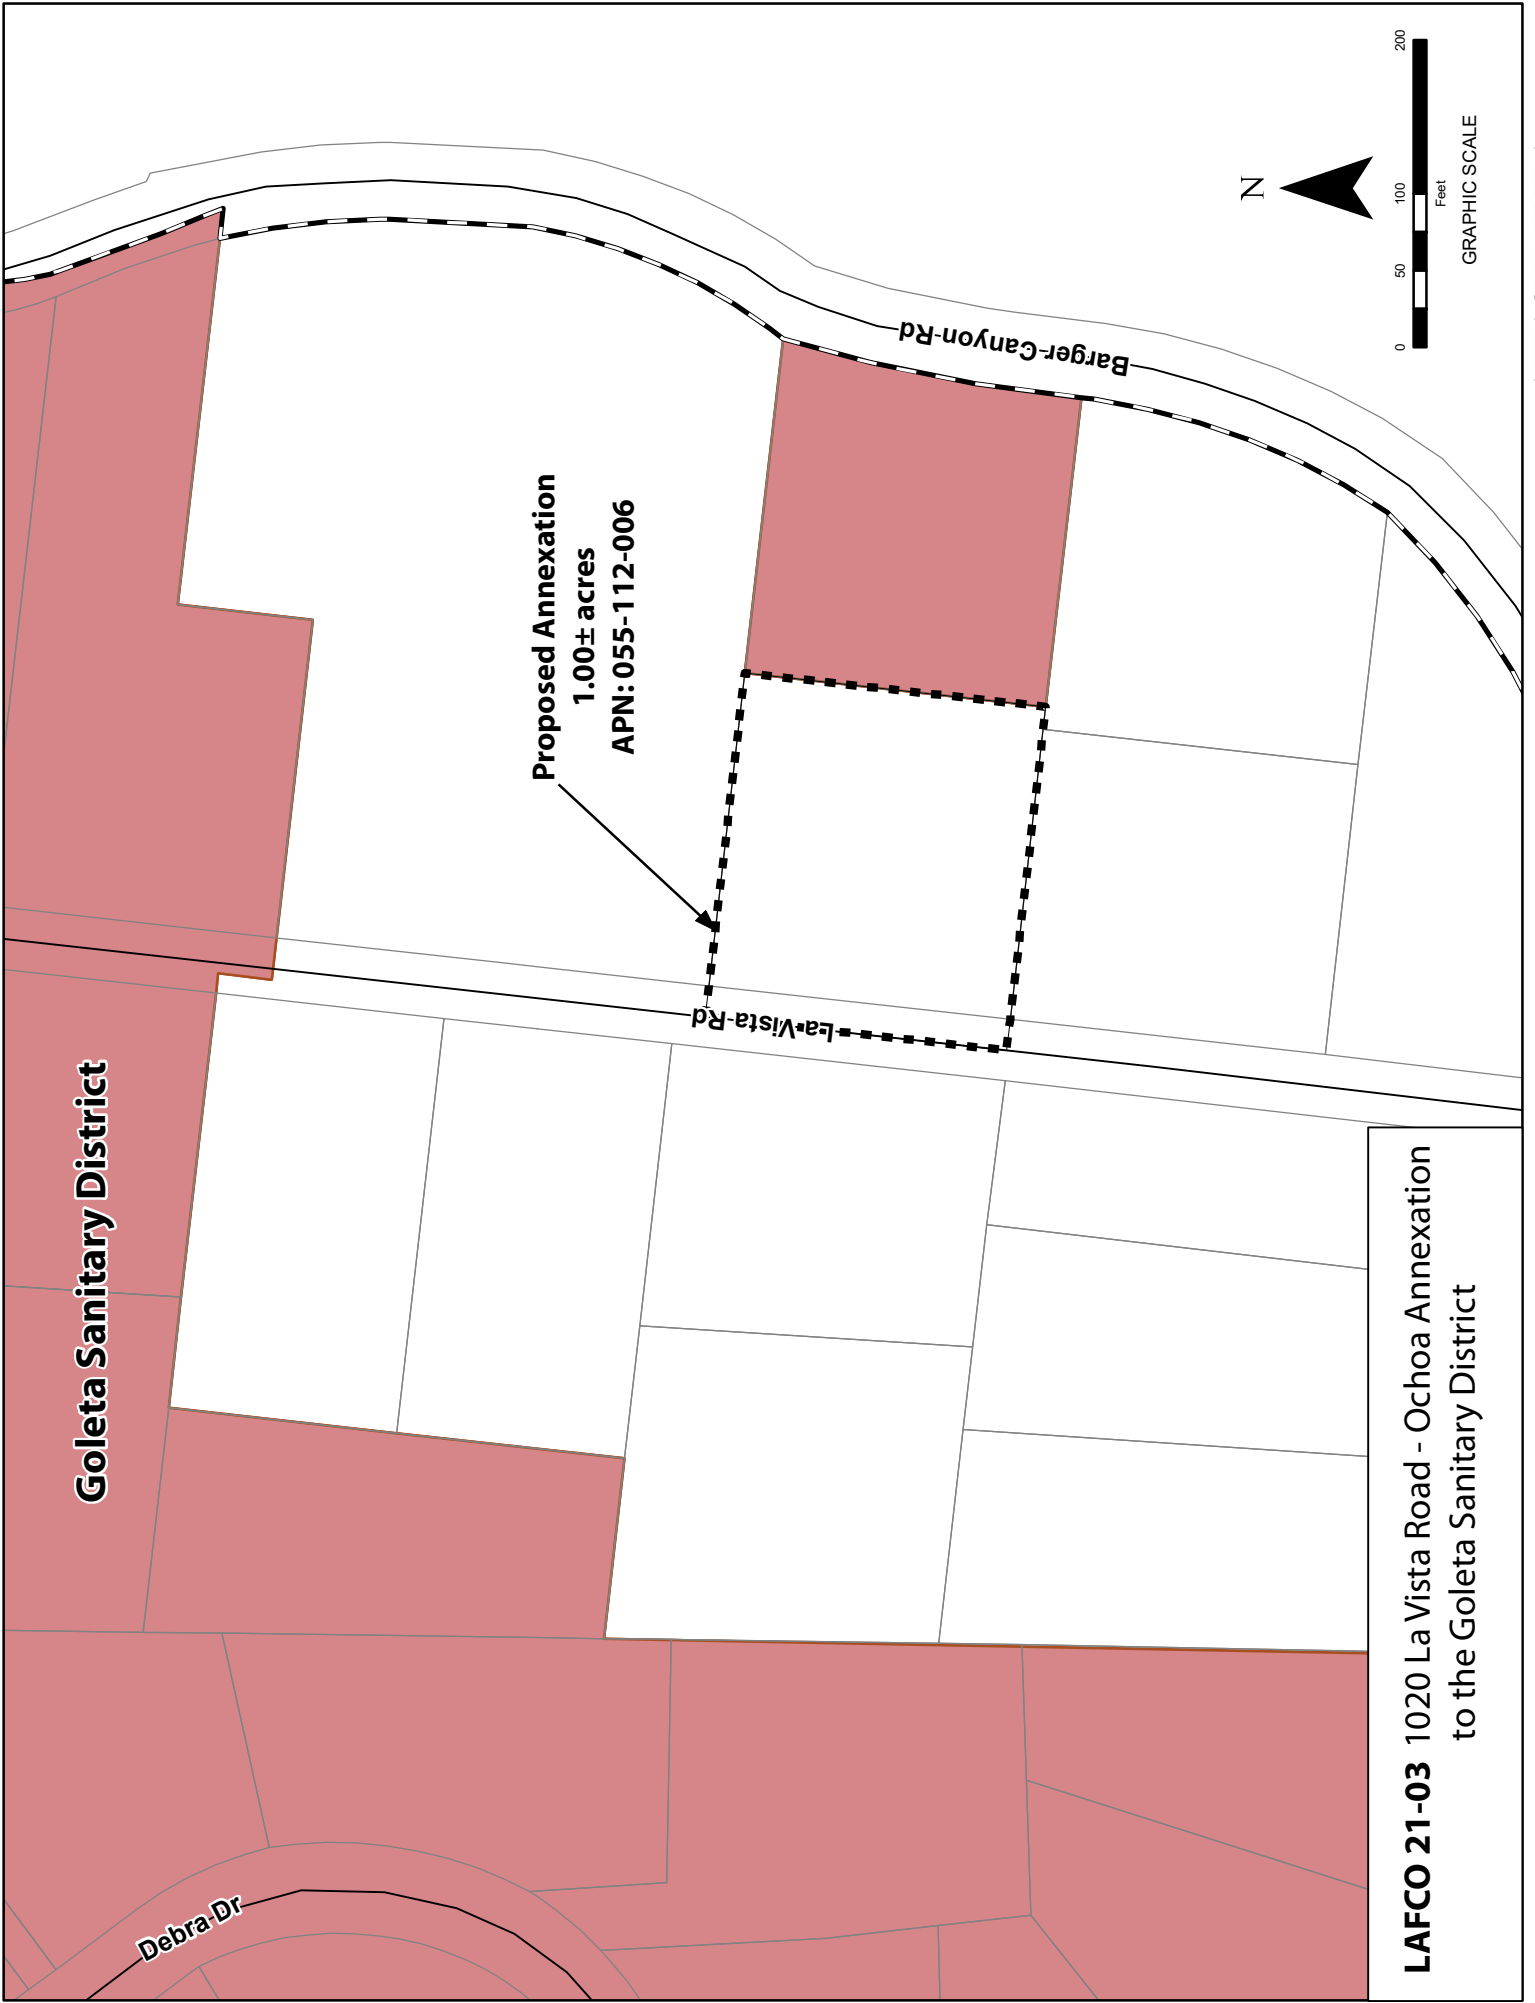 Goleta Sanitary District
Debra Dr
La Vista Rd
Barger Canyon Rd
Proposed Annexation
1.00± acres
APN: 055-112-006
N
0 50 100 200
Feet
GRAPHIC SCALE
LAFCO 21-03 1020 La Vista Road - Ochoa Annexation
to the Goleta Sanitary District